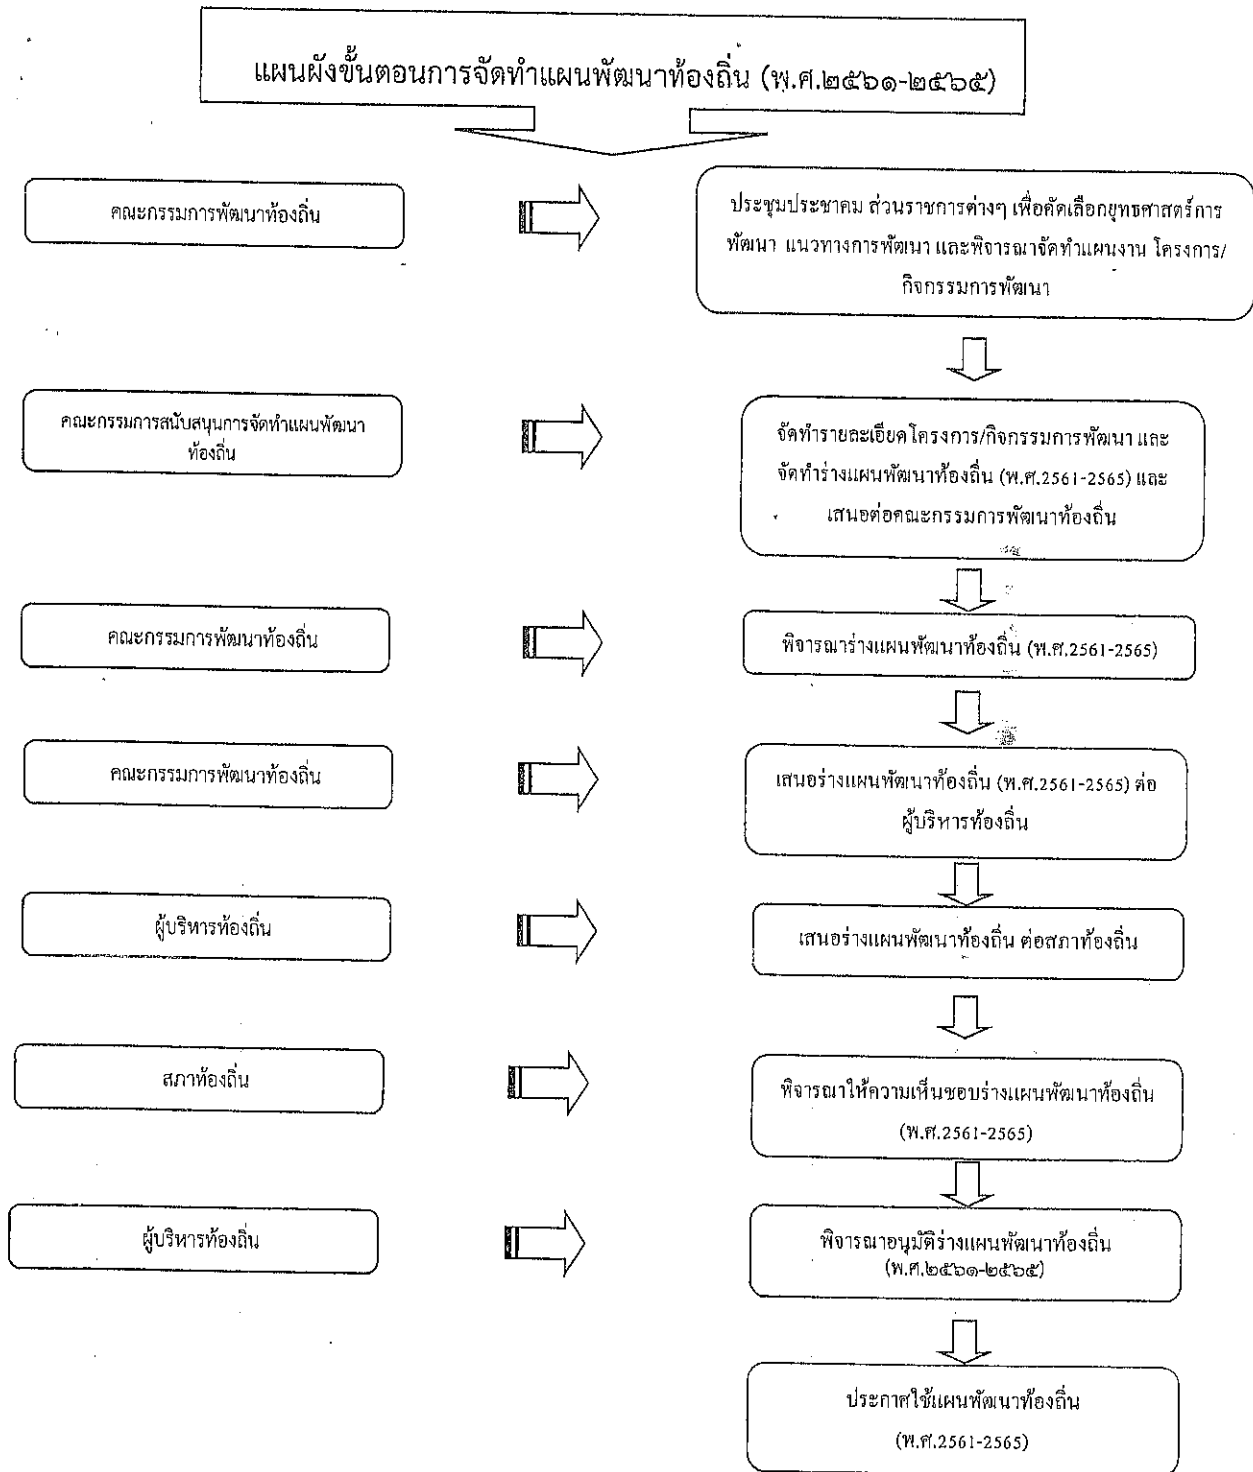 แผนผังขั้นตอนการจัดทำแผนพัฒนาท้องถิ่น (พ.ศ.๒๕๖๑-๒๕๖๕)
คณะกรรมการพัฒนาท้องถิ่น
ประชุมประชาคม ส่วนราชการต่างๆ เพื่อคัดเลือกยุทธศาสตร์การ
พัฒนา แนวทางการพัฒนา และพิจารณาจัดทำแผนงาน โครงการ/
กิจกรรมการพัฒนา
คณะกรรมการสนับสนุนการจัดทำแผนพัฒนา
ท้องถิ่น
จัดทำรายละเอียดโครงการ/กิจกรรมการพัฒนา และ
จัดทำร่างแผนพัฒนาท้องถิ่น (พ.ศ.2561-2565) และ
เสนอต่อคณะกรรมการพัฒนาท้องถิ่น
คณะกรรมการพัฒนาท้องถิ่น
พิจารณาร่างแผนพัฒนาท้องถิ่น (พ.ศ.2561-2565)
คณะกรรมการพัฒนาท้องถิ่น
เสนอร่างแผนพัฒนาท้องถิ่น (พ.ศ.2561-2565) ต่อ
ผู้บริหารท้องถิ่น
ผู้บริหารท้องถิ่น
เสนอร่างแผนพัฒนาท้องถิ่น ต่อสภาท้องถิ่น
สภาท้องถิ่น
พิจารณาให้ความเห็นชอบร่างแผนพัฒนาท้องถิ่น
(พ.ศ.2561-2565)
ผู้บริหารท้องถิ่น
พิจารณาอนุมัติร่างแผนพัฒนาท้องถิ่น
(พ.ศ.๒๕๖๑-๒๕๖๕)
ประกาศใช้แผนพัฒนาท้องถิ่น
(พ.ศ.2561-2565)